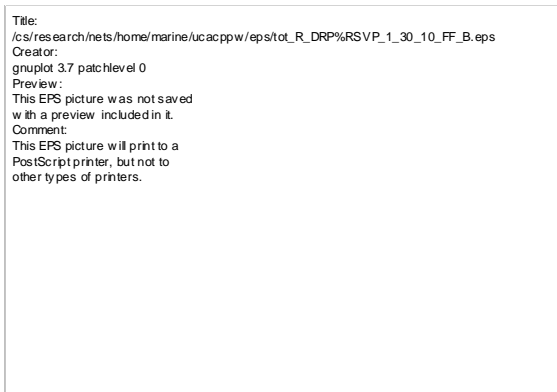 Title:
/cs/research/nets/home/marine/ucacppw/eps/tot_R_DRP%RSVP_1_30_10_FF_B.eps
Creator:
gnuplot 3.7 patchlevel 0
Preview:
This EPS picture was not saved
with a preview included in it.
Comment:
This EPS picture will print to a
PostScript printer, but not to
other types of printers.